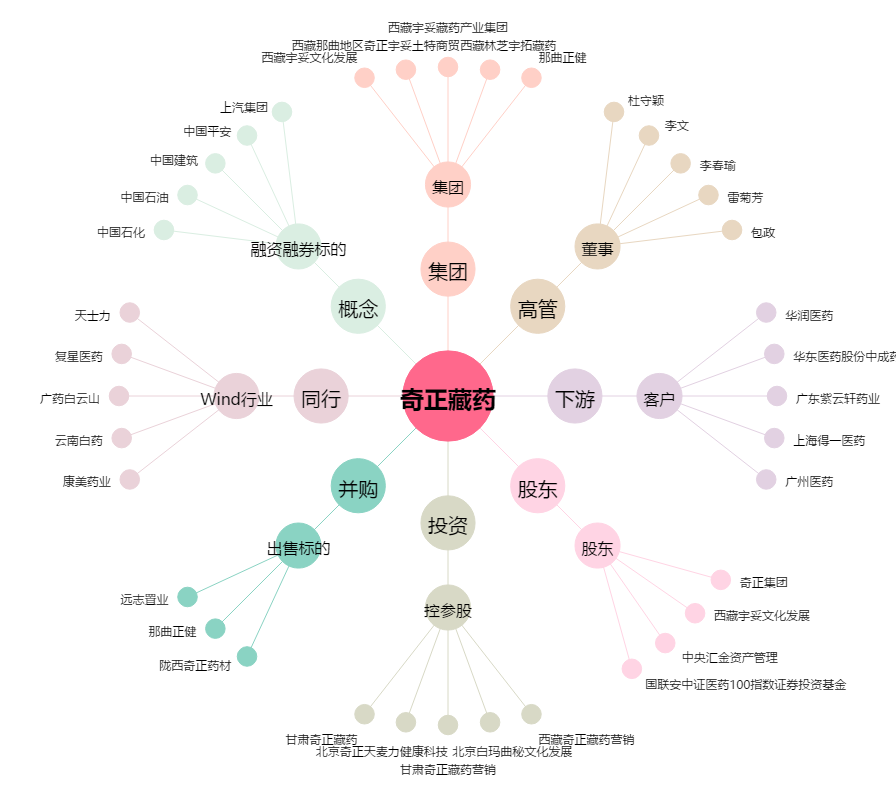 西藏宇妥藏药产业集团
西藏那曲地区奇正宇妥土特商贸
西藏林芝宇拓藏药
西藏宇妥文化发展
那曲正健
集团
集团
杜守颖
李文
李春瑜
雷菊芳
包政
董事
高管
上汽集团
中国平安
中国建筑
中国石油
中国石化
融资融券标的
概念
天士力
复星医药
广药白云山
云南白药
康美药业
Wind行业
同行
奇正藏药
下游
客户
华润医药
华东医药股份中成药
广东紫云轩药业
上海得一医药
广州医药
并购
出售标的
远志置业
那曲正健
陇西奇正药材
投资
控参股
甘肃奇正藏药
北京奇正天麦力健康科技
甘肃奇正藏药营销
北京白玛曲秘文化发展
西藏奇正藏药营销
股东
股东
奇正集团
西藏宇妥文化发展
中央汇金资产管理
国联安中证医药100指数证券投资基金